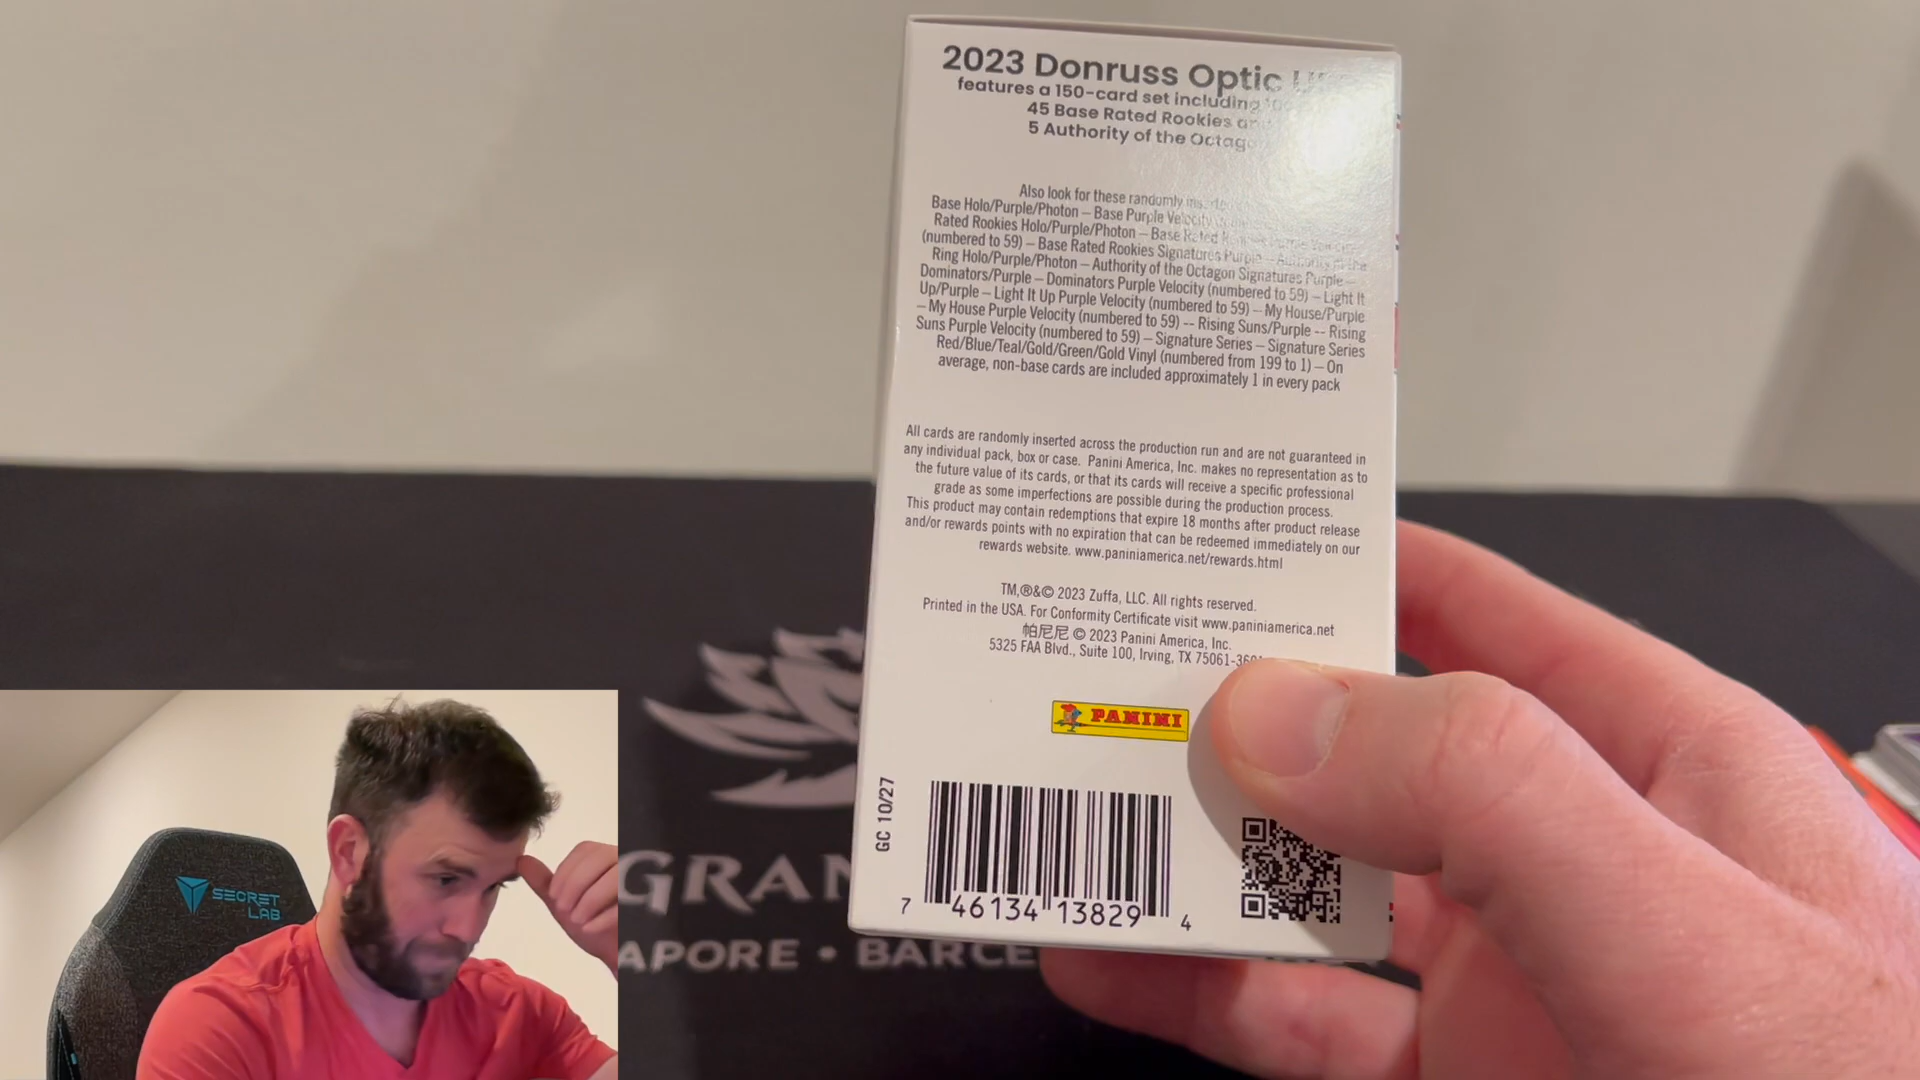 2023 Donruss Optic
features a 150-card set including
45 Base Rated Rookies
5 Authority of the
Also look for these randomly
Base Holo/Purple/Photon – Base Purple Velocity
Rated Rookies Holo/Purple/Photon – Base Rated
(numbered to 59) – Base Rated Rookies Signatures Purple –
Ring Holo/Purple/Photon – Authority of the Octagon Signatures Purple –
Dominators/Purple – Dominators Purple Velocity (numbered to 59) – Light It
Up/Purple – Light It Up Purple Velocity (numbered to 59) – My House/Purple
– My House Purple Velocity (numbered to 59) -- Rising Suns/Purple -- Rising
Suns Purple Velocity (numbered to 59) – Signature Series – Signature Series
Red/Blue/Teal/Gold/Green/Gold Vinyl (numbered from 199 to 1) – On
average, non-base cards are included approximately 1 in every pack
All cards are randomly inserted across the production run and are not guaranteed in
any individual pack, box or case. Panini America, Inc. makes no representation as to
the future value of its cards, or that its cards will receive a specific professional
grade as some imperfections are possible during the production process.
This product may contain redemptions that expire 18 months after product release
and/or rewards points with no expiration that can be redeemed immediately on our
rewards website. www.paniniamerica.net/rewards.html
TM,®&© 2023 Zuffa, LLC. All rights reserved.
Printed in the USA. For Conformity Certificate visit www.paniniamerica.net
帕尼尼 © 2023 Panini America, Inc.
5325 FAA Blvd., Suite 100, Irving, TX
PANINI
GC 10/27
7 46134 13829 4
GRAN
APORE • BARCE
SECRET
LAB